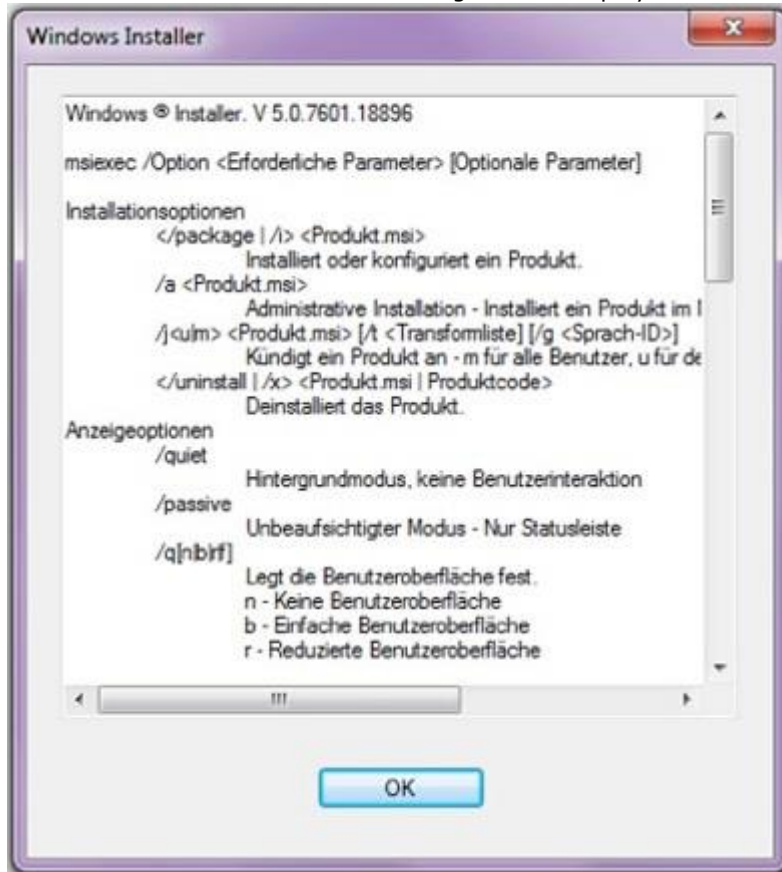 Windows Installer
Windows ® Installer. V 5.0.7601.18896
msiexec /Option <Erforderliche Parameter> [Optionale Parameter]
Installationsoptionen
</package | /i> <Produkt.msi>
Installiert oder konfiguriert ein Produkt.
/a <Produkt.msi>
Administrative Installation - Installiert ein Produkt im
/j<u|m> <Produkt.msi> [/t <Transformliste] [/g <Sprach-ID>]
Kündigt ein Produkt an - m für alle Benutzer, u für de
</uninstall | /x> <Produkt.msi | Produktcode>
Deinstalliert das Produkt.
Anzeigeoptionen
/quiet
Hintergrundmodus, keine Benutzerinteraktion
/passive
Unbeaufsichtigter Modus - Nur Statusleiste
/q[n|b|r|f]
Legt die Benutzeroberfläche fest.
n - Keine Benutzeroberfläche
b - Einfache Benutzeroberfläche
r - Reduzierte Benutzeroberfläche
OK